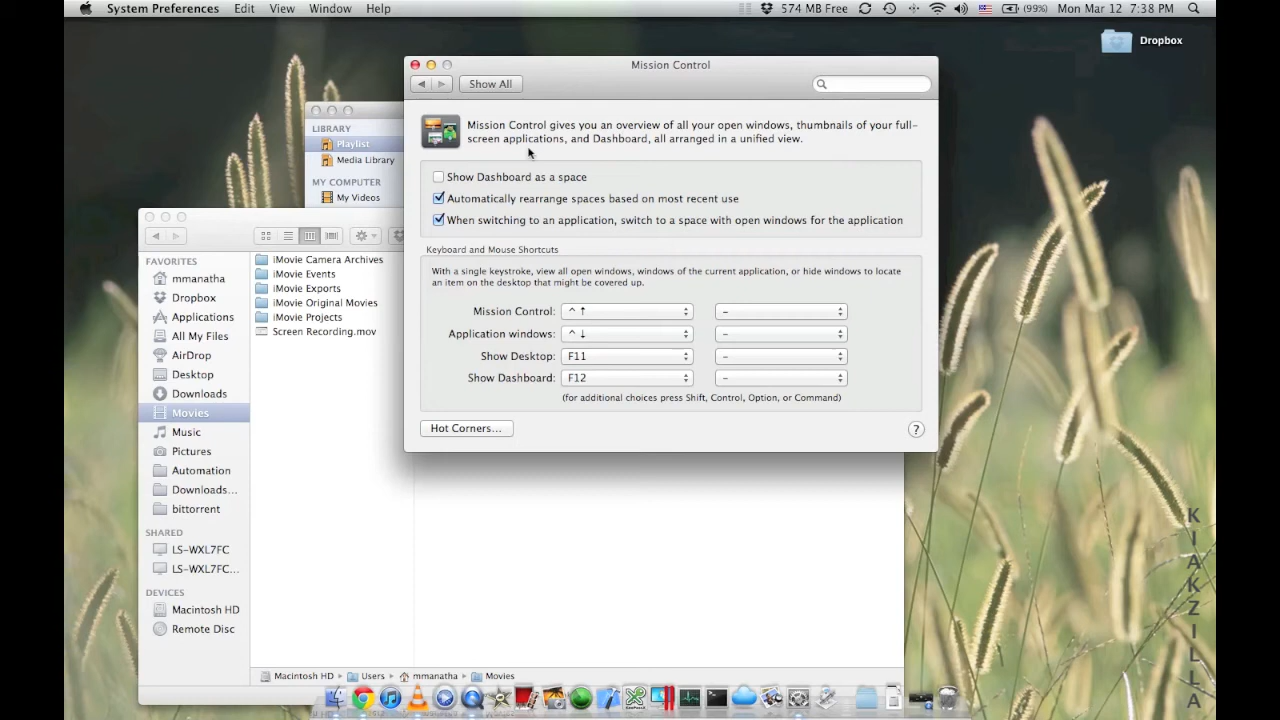 System Preferences Edit View Window Help
574 MB Free (99%) Mon Mar 12 7:38 PM
Dropbox
Mission Control
Show All
Mission Control gives you an overview of all your open windows, thumbnails of your full-
screen applications, and Dashboard, all arranged in a unified view.
Show Dashboard as a space
Automatically rearrange spaces based on most recent use
When switching to an application, switch to a space with open windows for the application
Keyboard and Mouse Shortcuts
With a single keystroke, view all open windows, windows of the current application, or hide windows to locate
an item on the desktop that might be covered up.
Mission Control: ^ ↑ –
Application windows: ^ ↓ –
Show Desktop: F11 –
Show Dashboard: F12 –
(for additional choices press Shift, Control, Option, or Command)
Hot Corners... ?
LIBRARY
Playlist
Media Library
MY COMPUTER
My Videos
FAVORITES
mmanatha
Dropbox
Applications
All My Files
AirDrop
Desktop
Downloads
Movies
Music
Pictures
Automation
Downloads...
bittorrent
SHARED
LS-WXL7FC
LS-WXL7FC...
DEVICES
Macintosh HD
Remote Disc
iMovie Camera Archives
iMovie Events
iMovie Exports
iMovie Original Movies
iMovie Projects
Screen Recording.mov
Macintosh HD ▸ Users ▸ mmanatha ▸ Movies
KIAKZILLA